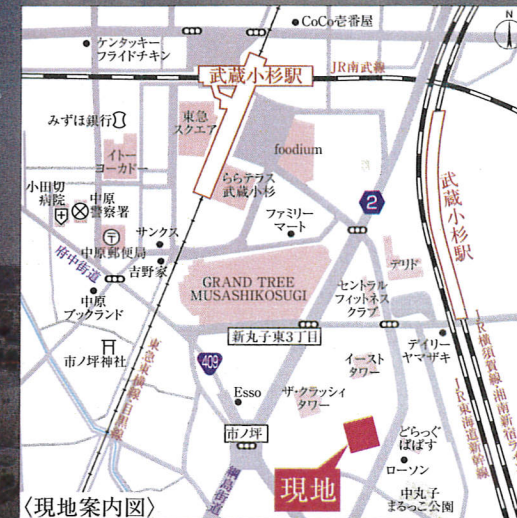 N
CoCo壱番屋
ケンタッキー
フライドチキン
武蔵小杉駅
JR南武線
みずほ銀行
東急
スクエア
foodium
イトー
ヨーカドー
ららテラス
武蔵小杉
武蔵小杉駅
小田切
病院
中原
警察署
サンクス
ファミリー
マート
2
中原郵便局
デリド
府中街道
吉野家
GRAND TREE
MUSASHIKOSUGI
セントラル
フィットネス
クラブ
中原
ブックランド
新丸子東3丁目
デイリー
ヤマザキ
市ノ坪神社
東急東横線・目黒線
409
イースト
タワー
JR横須賀線・湘南新宿ラ
JR東海道新幹線
Esso
ザ・クラッシィ
タワー
市ノ坪
どらっぐ
ぱぱす
綱島街道
現地
ローソン
中丸子
まるっこ公園
〈現地案内図〉